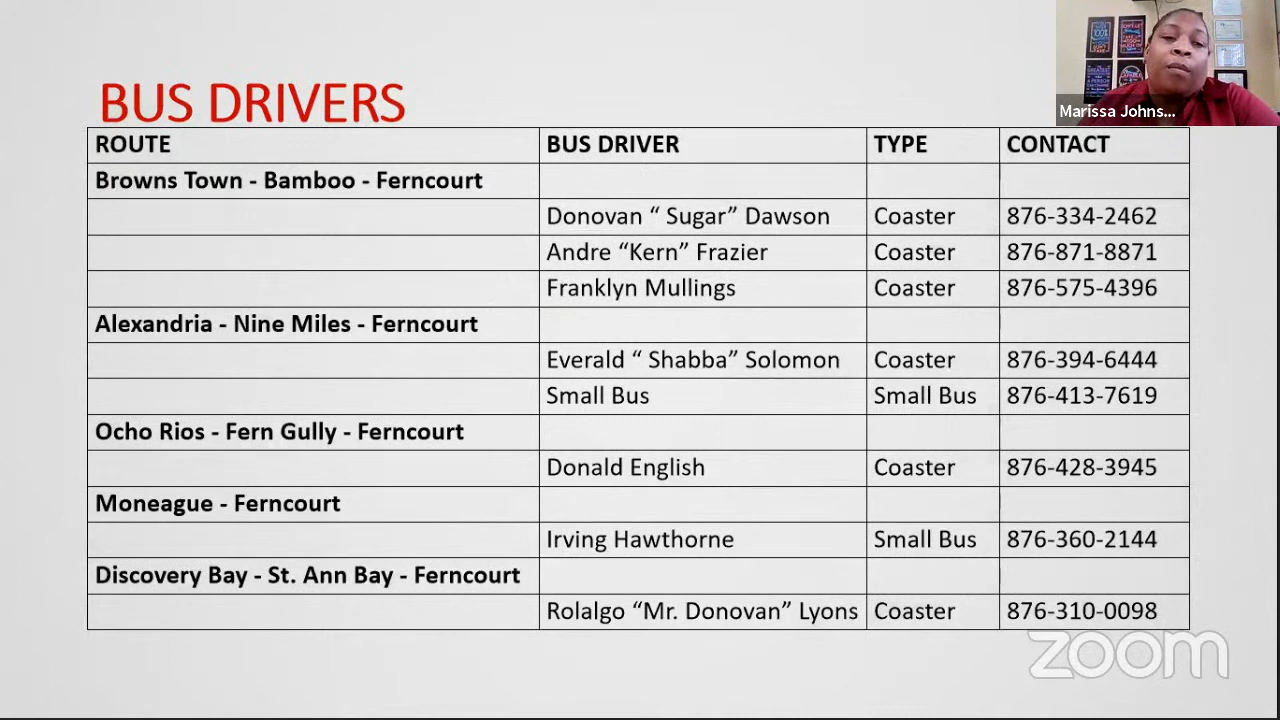 Marissa Johns...
BUS DRIVERS
ROUTE BUS DRIVER TYPE CONTACT
Browns Town - Bamboo - Ferncourt
Donovan “ Sugar” Dawson Coaster 876-334-2462
Andre “Kern” Frazier Coaster 876-871-8871
Franklyn Mullings Coaster 876-575-4396
Alexandria - Nine Miles - Ferncourt
Everald “ Shabba” Solomon Coaster 876-394-6444
Small Bus Small Bus 876-413-7619
Ocho Rios - Fern Gully - Ferncourt
Donald English Coaster 876-428-3945
Moneague - Ferncourt
Irving Hawthorne Small Bus 876-360-2144
Discovery Bay - St. Ann Bay - Ferncourt
Rolalgo “Mr. Donovan” Lyons Coaster 876-310-0098
zoom